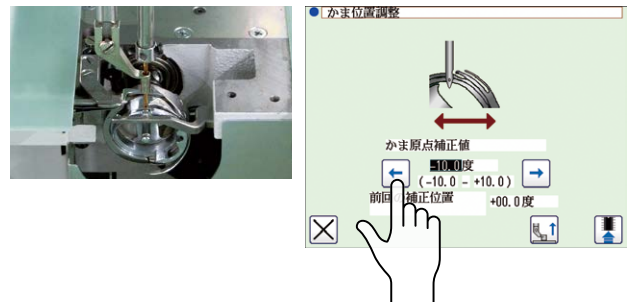 かま位置調整
かま原点補正値
-10.0度
(-10.0 - +10.0)
前回の補正位置 +00.0度